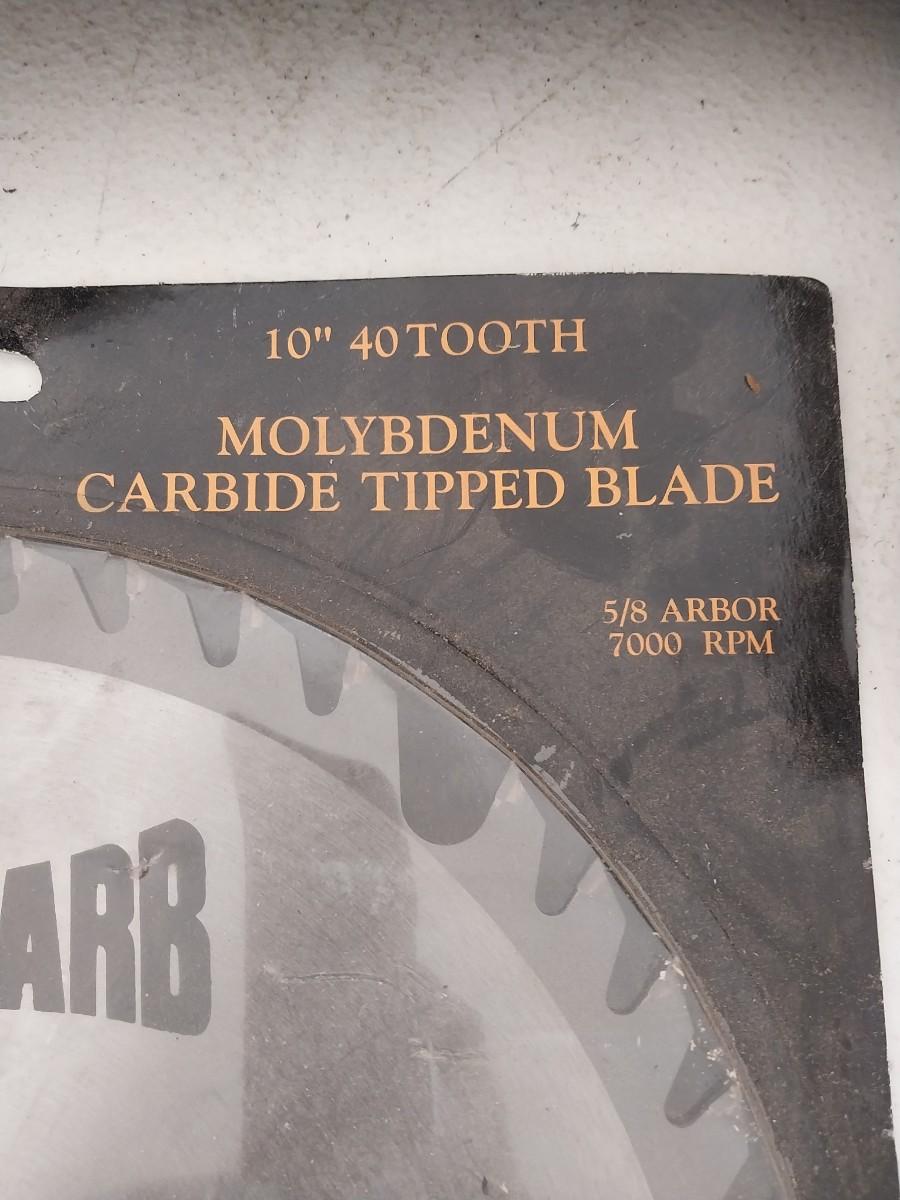 10" 40 TOOTH
MOLYBDENUM
CARBIDE TIPPED BLADE
5/8 ARBOR
7000 RPM
ARB